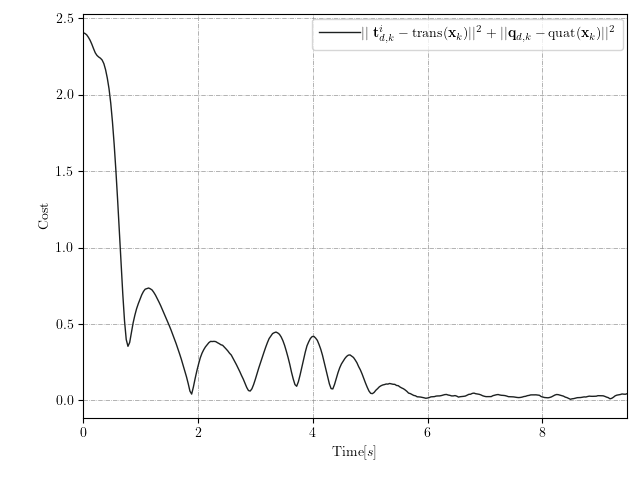 || t^i_{d,k} − trans(x_k)||^2 + ||q_{d,k} − quat(x_k)||^2
2.5
2.0
1.5
1.0
0.5
0.0
Cost
0 2 4 6 8
Time[s]